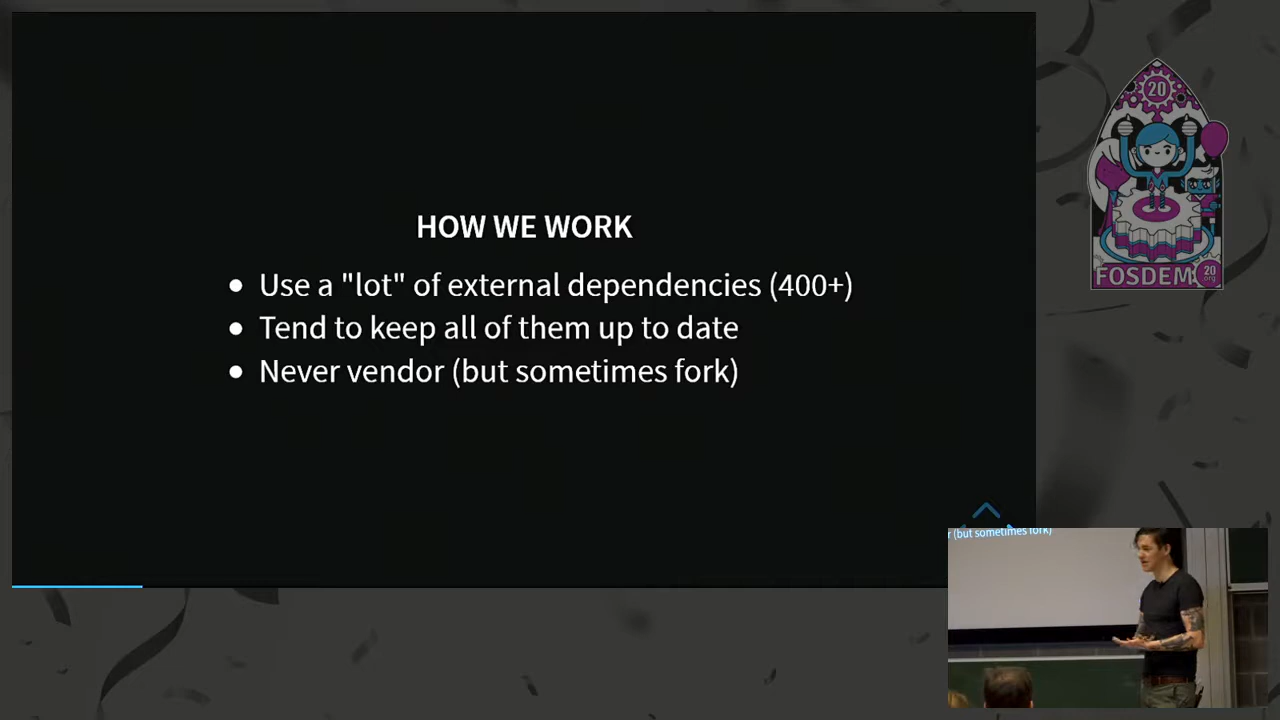 HOW WE WORK
Use a "lot" of external dependencies (400+)
Tend to keep all of them up to date
Never vendor (but sometimes fork)
20
FOSDEM
20
.org
r (but sometimes fork)